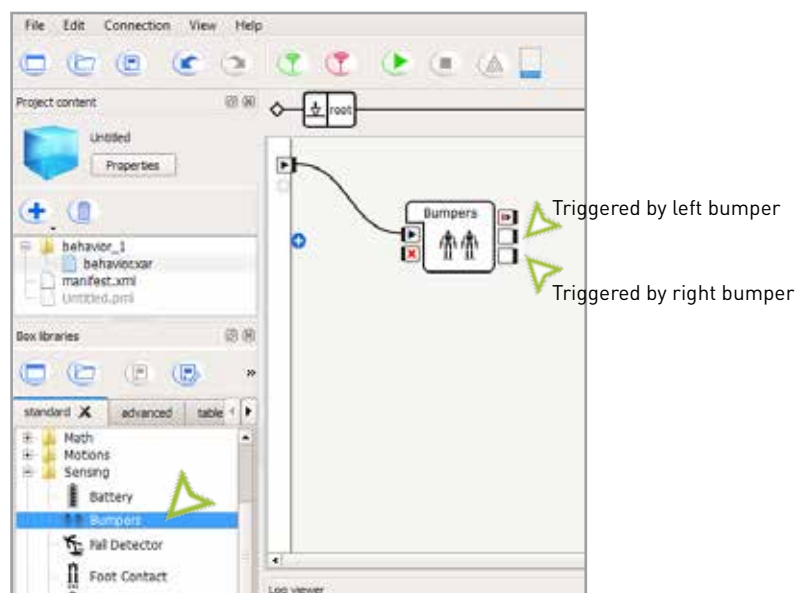 File Edit Connection View Help
Project content
root
Untitled
Properties
Bumpers
Triggered by left bumper
Triggered by right bumper
behavior_1
behavior.xar
manifest.xml
Untitled.pml
Box libraries
standard X advanced table
Math
Motions
Sensing
Battery
Bumpers
Fall Detector
Foot Contact
Log viewer